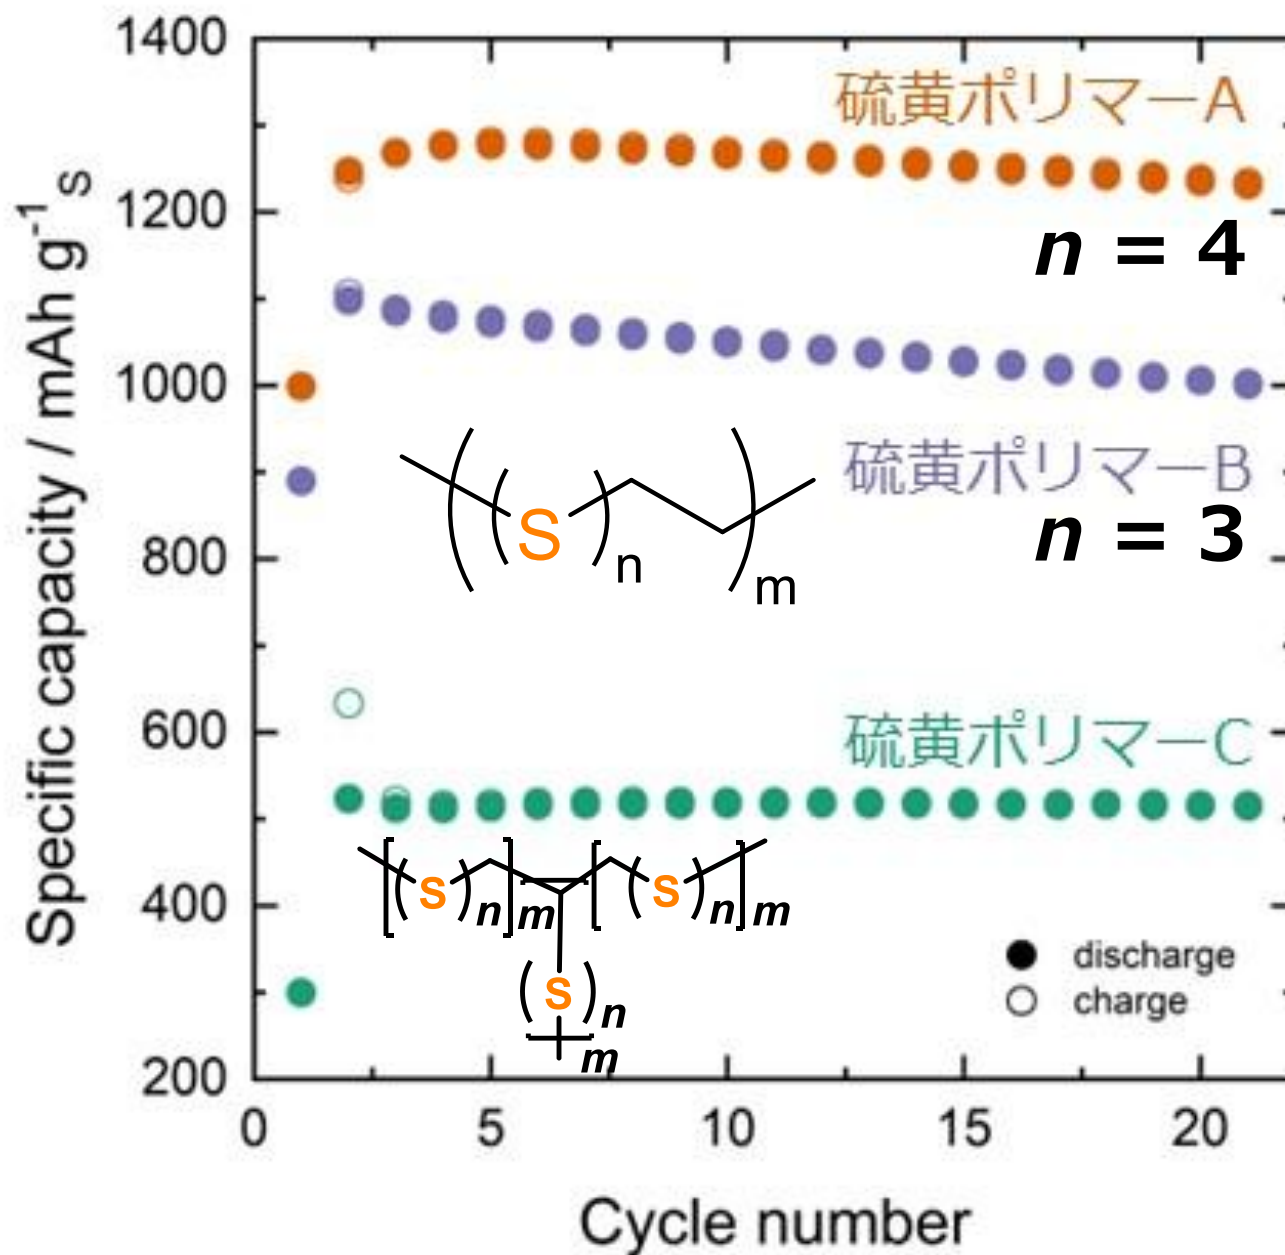 1400
硫黄ポリマーA
1200
n = 4
1000
硫黄ポリマーB
n = 3
( ( S )n )m
800
600
硫黄ポリマーC
[ ( S )n ]m [ ( S )n ]m
( S )n
m
400
discharge
charge
200
0 5 10 15 20
Cycle number
Specific capacity / mAh g⁻¹ S